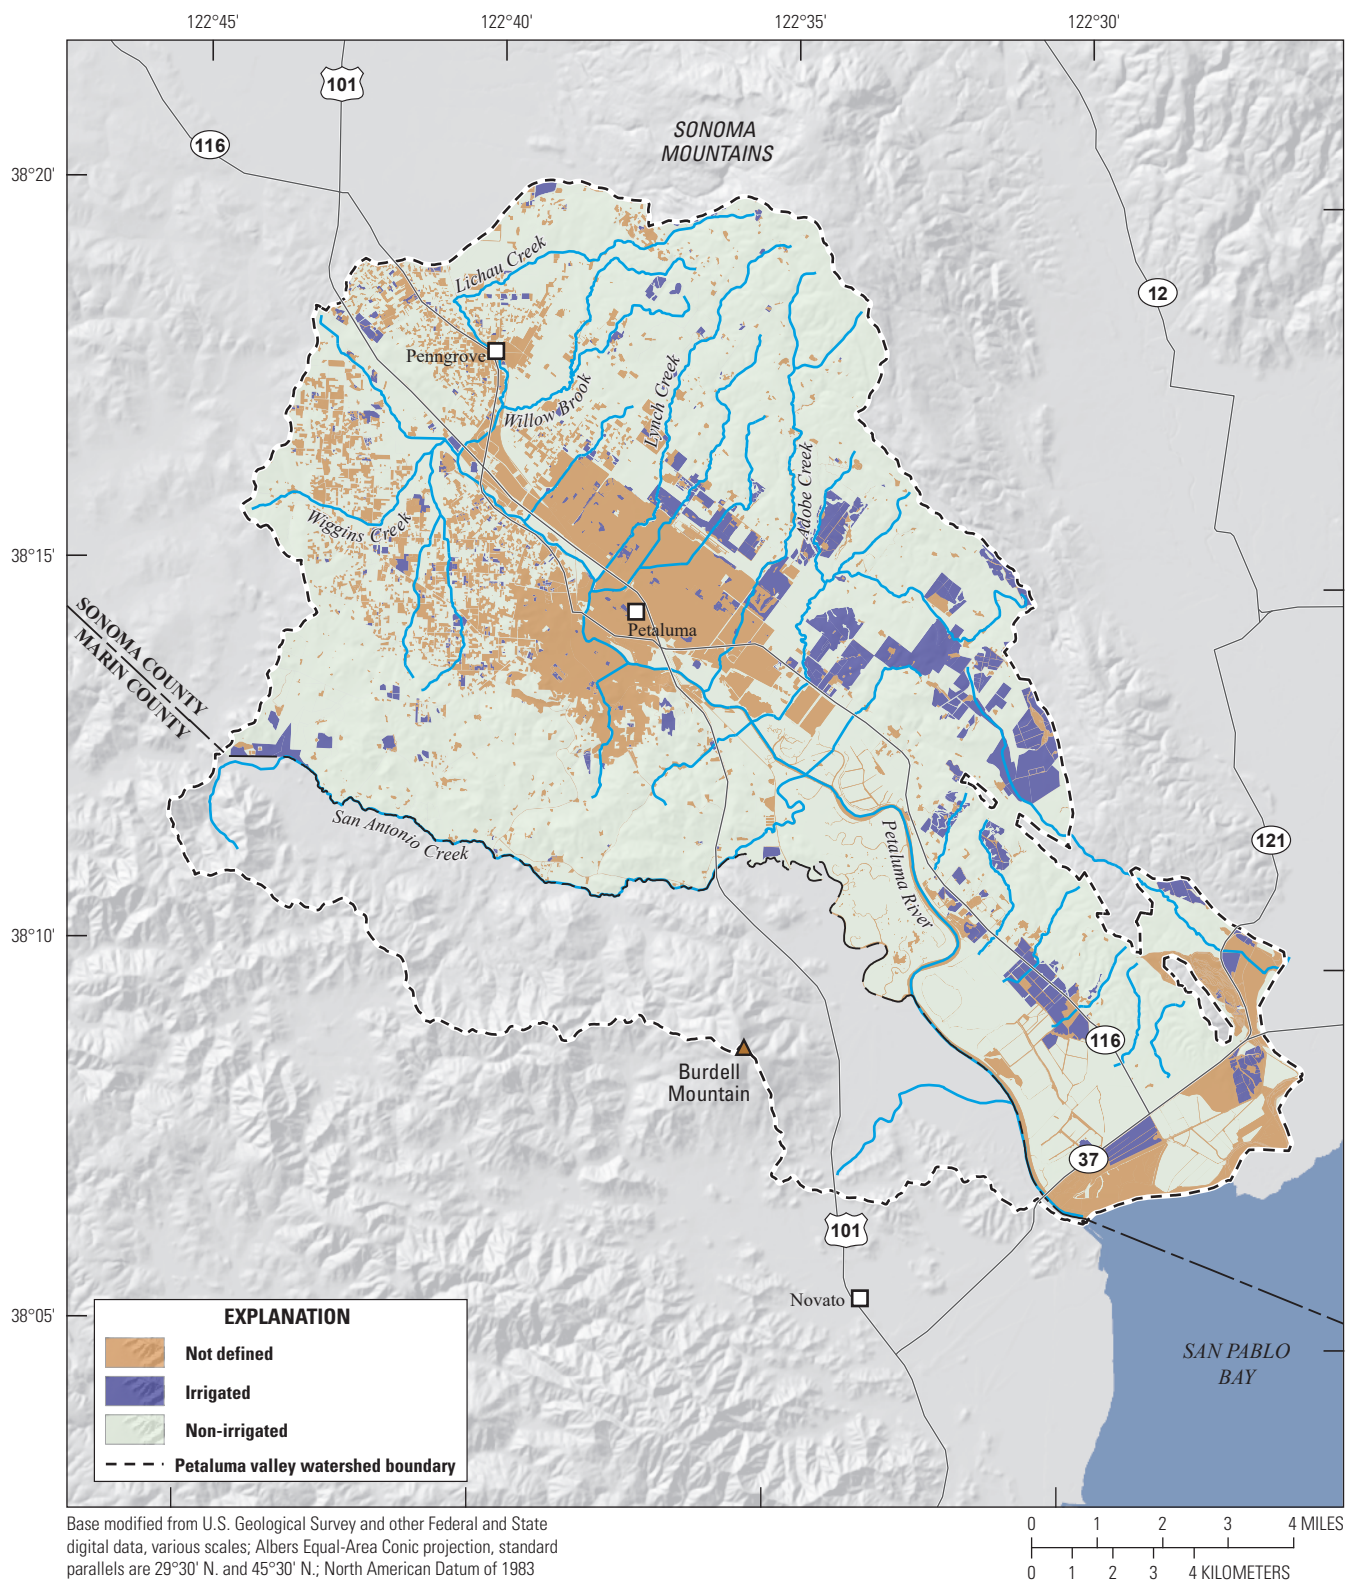 122°45'
122°40'
122°35'
122°30'
101
116
SONOMA
MOUNTAINS
38°20'
Lichau Creek
12
Penngrove
Willow Brook
Lynch Creek
Adobe Creek
Wiggins Creek
38°15'
SONOMA COUNTY
MARIN COUNTY
Petaluma
San Antonio Creek
Petaluma River
121
38°10'
116
Burdell
Mountain
37
101
Novato
38°05'
SAN PABLO
BAY
EXPLANATION
Not defined
Irrigated
Non-irrigated
Petaluma valley watershed boundary
Base modified from U.S. Geological Survey and other Federal and State
digital data, various scales; Albers Equal-Area Conic projection, standard
parallels are 29°30' N. and 45°30' N.; North American Datum of 1983
0 1 2 3 4 MILES
0 1 2 3 4 KILOMETERS